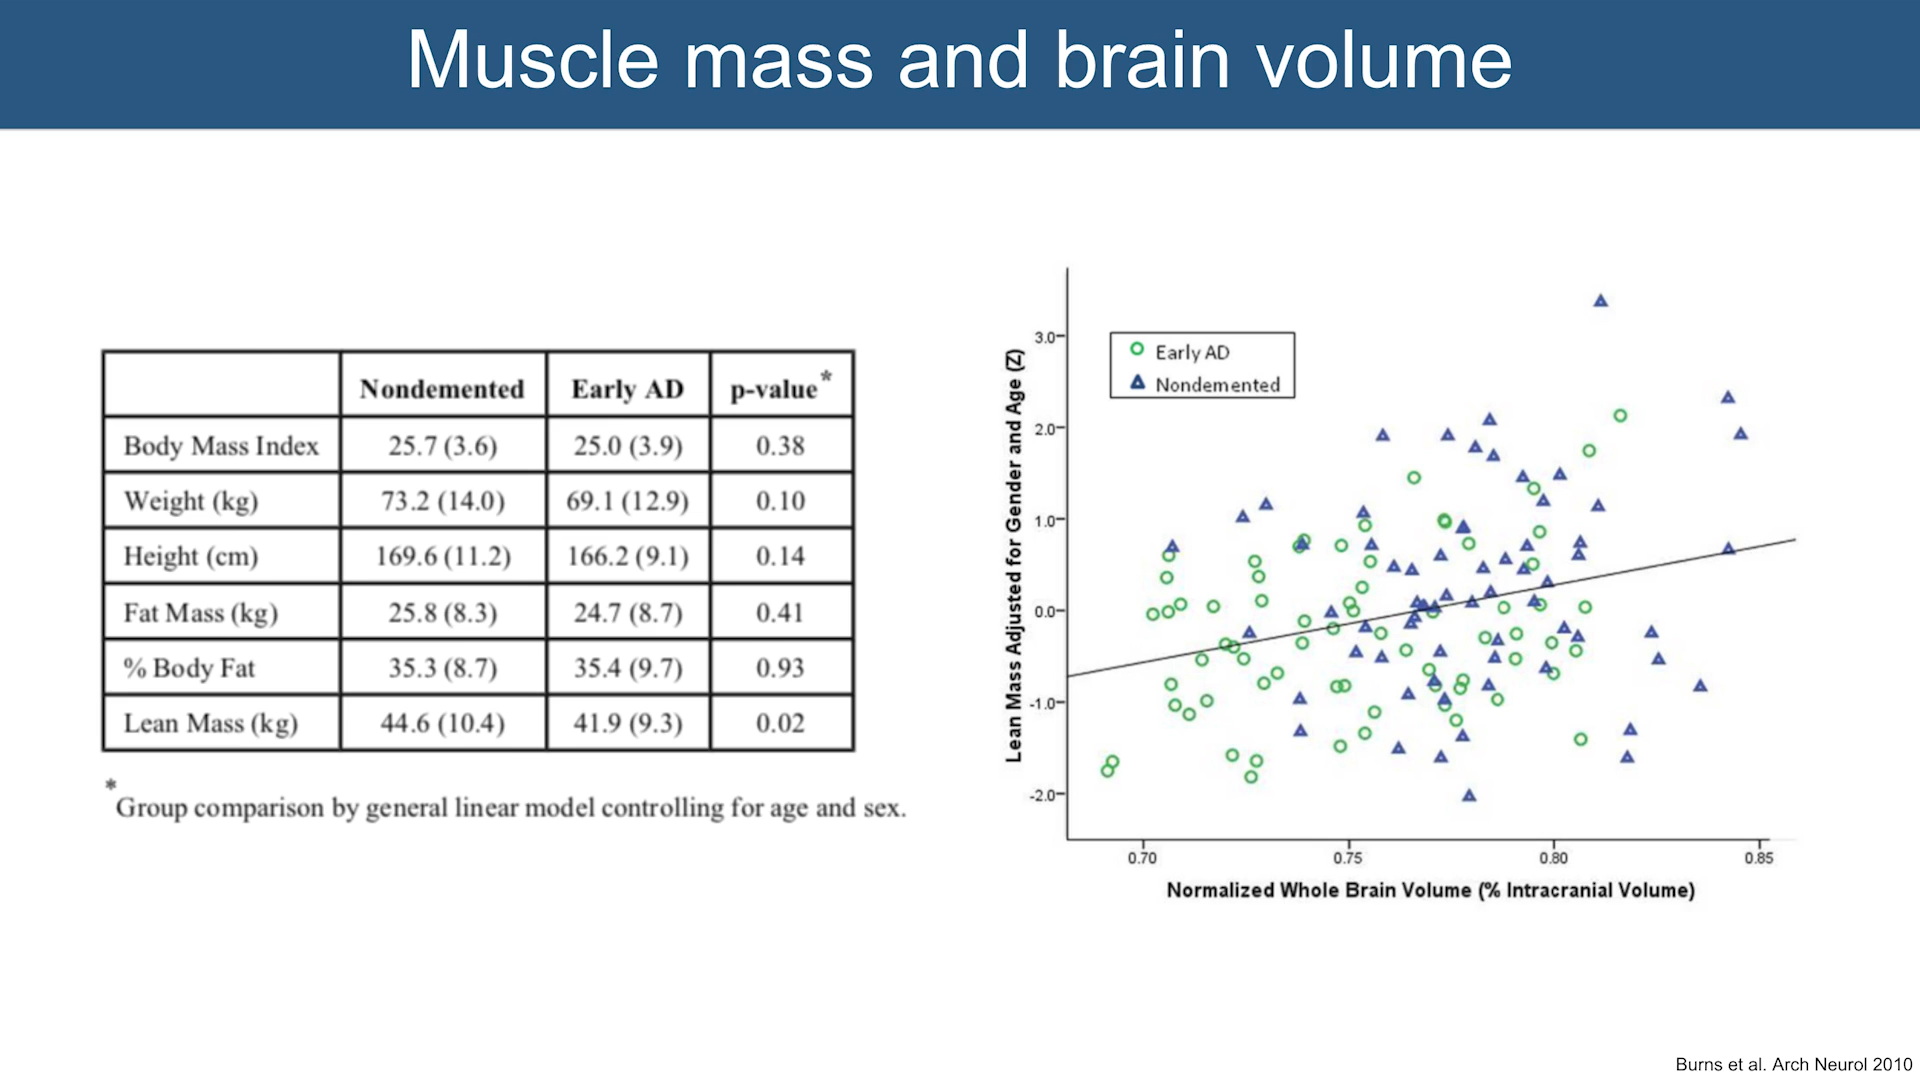 Muscle mass and brain volume
Nondemented Early AD p-value*
Body Mass Index 25.7 (3.6) 25.0 (3.9) 0.38
Weight (kg) 73.2 (14.0) 69.1 (12.9) 0.10
Height (cm) 169.6 (11.2) 166.2 (9.1) 0.14
Fat Mass (kg) 25.8 (8.3) 24.7 (8.7) 0.41
% Body Fat 35.3 (8.7) 35.4 (9.7) 0.93
Lean Mass (kg) 44.6 (10.4) 41.9 (9.3) 0.02
*Group comparison by general linear model controlling for age and sex.
Lean Mass Adjusted for Gender and Age (Z)
3.0
2.0
1.0
0.0
-1.0
-2.0
Early AD
Nondemented
0.70 0.75 0.80 0.85
Normalized Whole Brain Volume (% Intracranial Volume)
Burns et al. Arch Neurol 2010